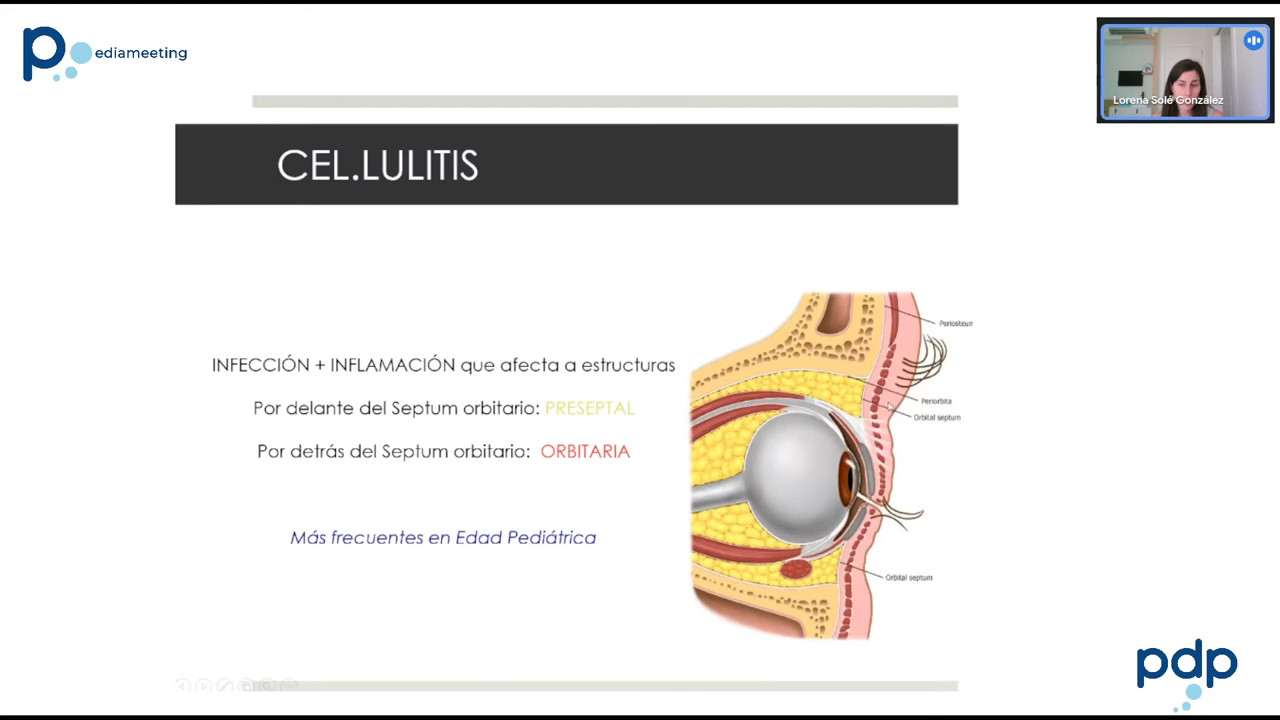 pediameeting
Lorena Solé González
CEL.LULITIS
INFECCIÓN + INFLAMACIÓN que afecta a estructuras
Por delante del Septum orbitario: PRESEPTAL
Por detrás del Septum orbitario: ORBITARIA
Más frecuentes en Edad Pediátrica
Periosteum
Periorbita
Orbital septum
Orbital septum
pdp